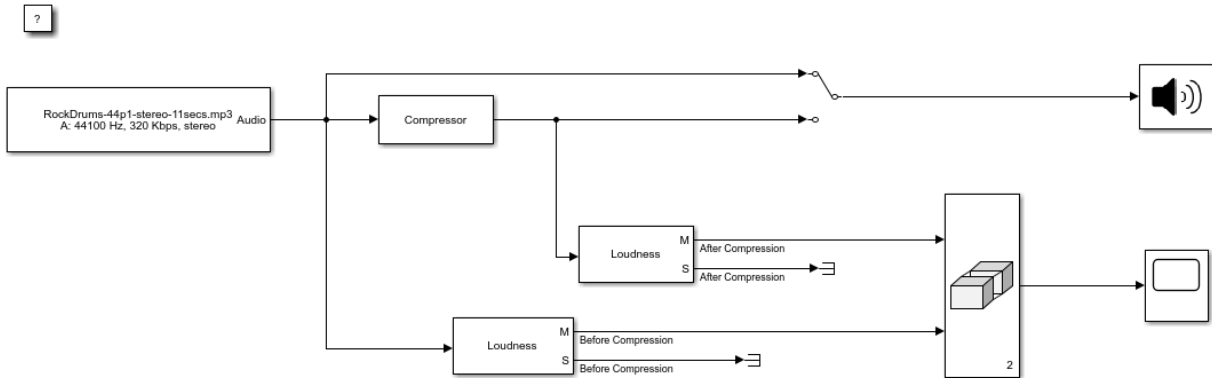 ?
RockDrums-44p1-stereo-11secs.mp3
A: 44100 Hz, 320 Kbps, stereo
Audio
Compressor
Loudness
M
After Compression
S
After Compression
Loudness
M
Before Compression
S
Before Compression
2